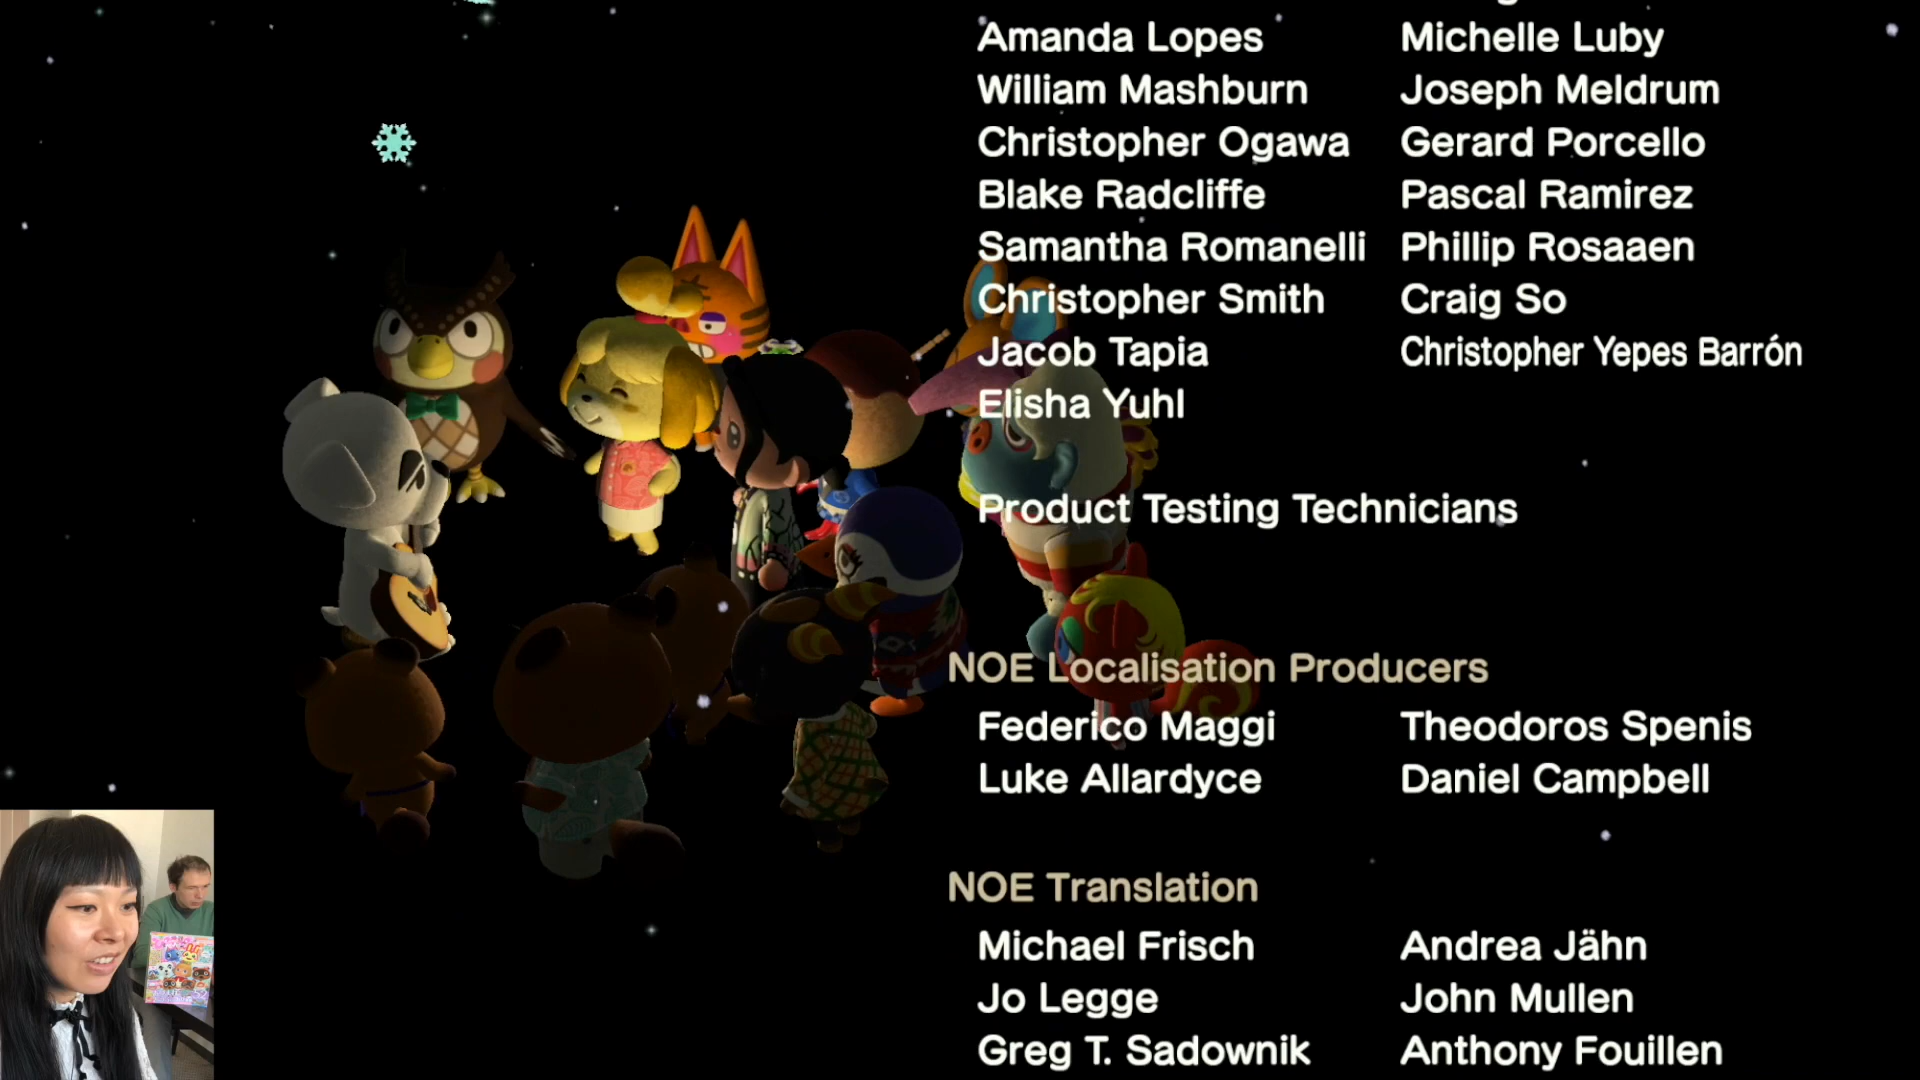 Amanda Lopes Michelle Luby
William Mashburn Joseph Meldrum
Christopher Ogawa Gerard Porcello
Blake Radcliffe Pascal Ramirez
Samantha Romanelli Phillip Rosaaen
Christopher Smith Craig So
Jacob Tapia Christopher Yepes Barrón
Elisha Yuhl
Product Testing Technicians
NOE Localisation Producers
Federico Maggi Theodoros Spenis
Luke Allardyce Daniel Campbell
NOE Translation
Michael Frisch Andrea Jähn
Jo Legge John Mullen
Greg T. Sadownik Anthony Fouillen